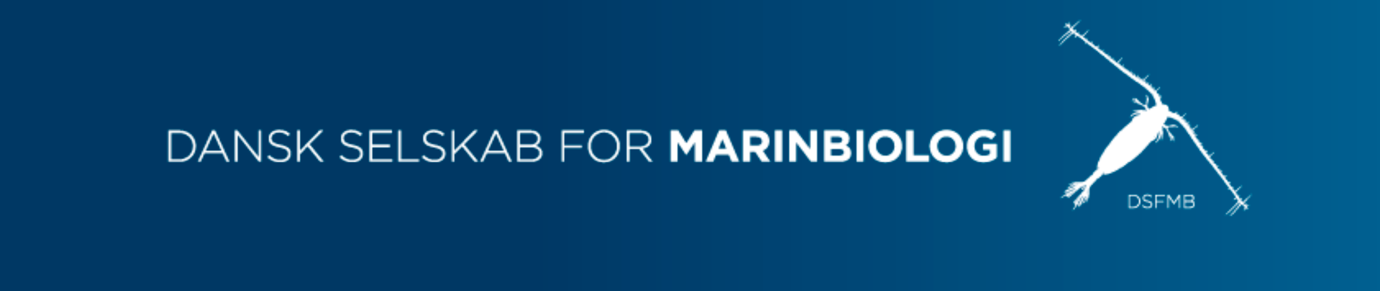 DANSK SELSKAB FOR MARINBIOLOGI
DSFMB